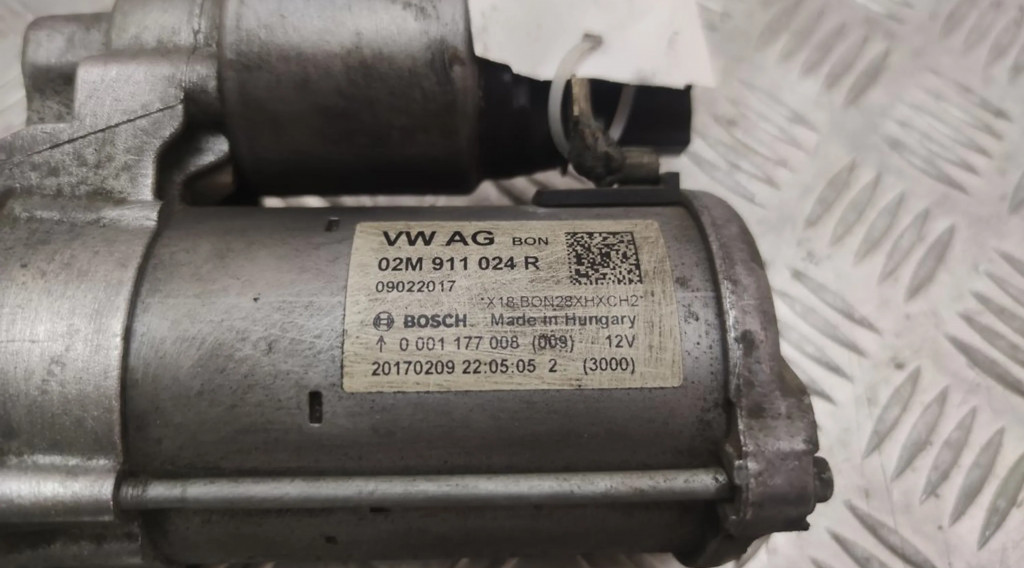 VW AG BON
02M 911 024 R
09022017
*X18.BON28XHXCH2*
BOSCH Made in Hungary
↑ 0 001 177 008 (009) 12V
20170209 22:05:05 2 (3000)